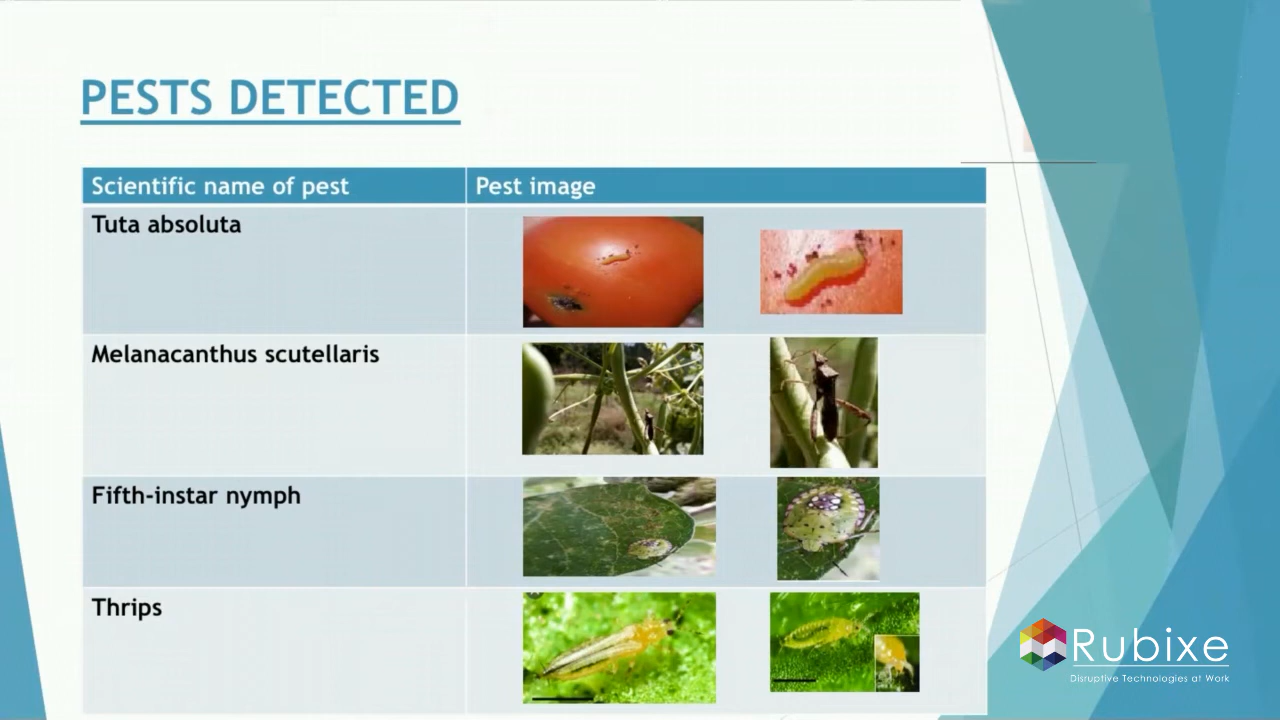 PESTS DETECTED
Scientific name of pest
Pest image
Tuta absoluta
Melanacanthus scutellaris
Fifth-instar nymph
Thrips
Rubixe
Disruptive Technologies at Work